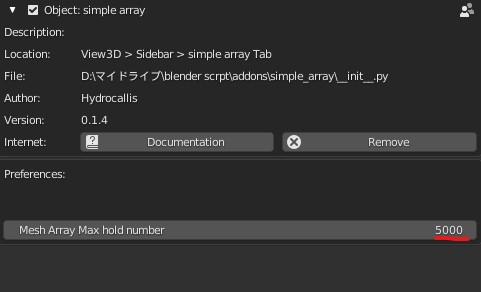 Object: simple array
Description:
Location: View3D > Sidebar > simple array Tab
File: D:\マイドライブ\blender scrpt\addons\simple_array\__init__.py
Author: Hydrocallis
Version: 0.1.4
Internet: Documentation Remove
Preferences:
Mesh Array Max hold number 5000